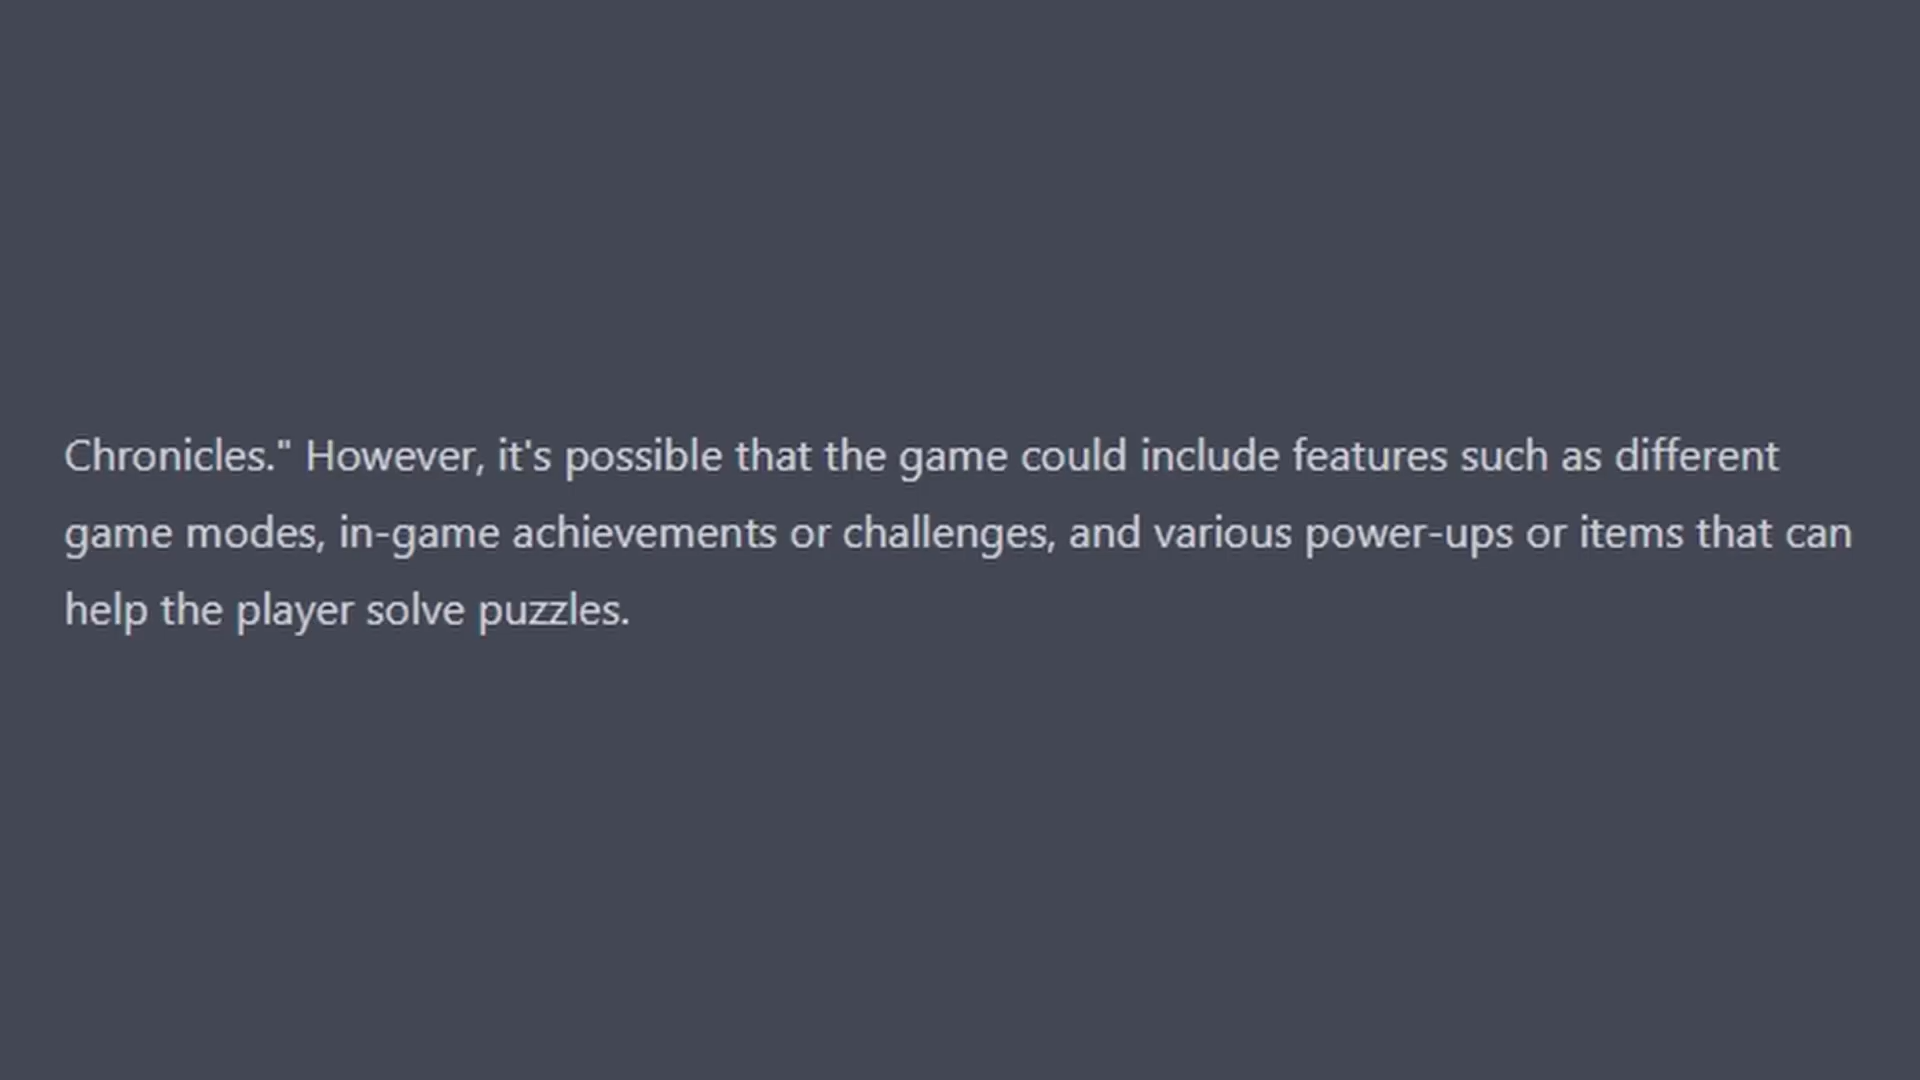 Chronicles." However, it's possible that the game could include features such as different
game modes, in-game achievements or challenges, and various power-ups or items that can
help the player solve puzzles.